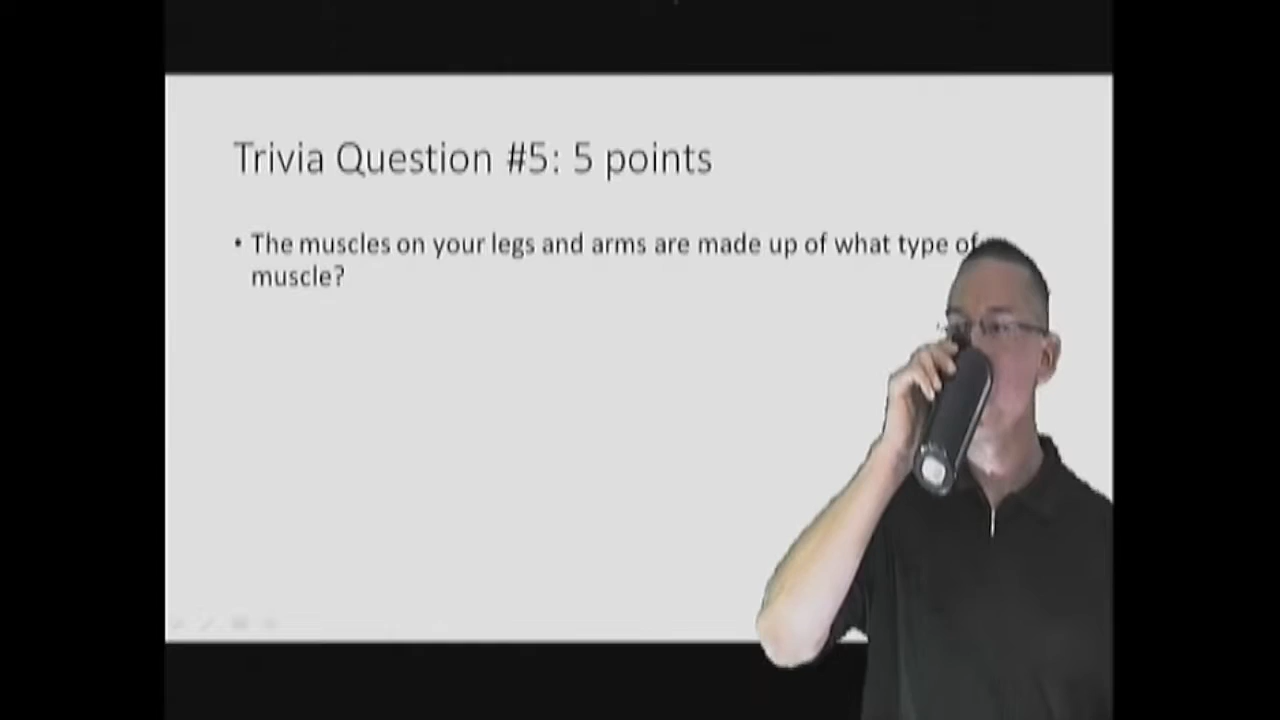 Trivia Question #5: 5 points
• The muscles on your legs and arms are made up of what type of
muscle?